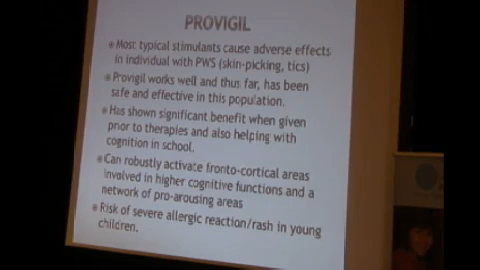 PROVIGIL
Most typical stimulants cause adverse effects
in individual with PWS (skin-picking, tics)
Provigil works well and thus far, has been
safe and effective in this population.
Has shown significant benefit when given
prior to therapies and also helping with
cognition in school.
Can robustly activate fronto-cortical areas
involved in higher cognitive functions and a
network of pro-arousing areas
Risk of severe allergic reaction/rash in young
children.